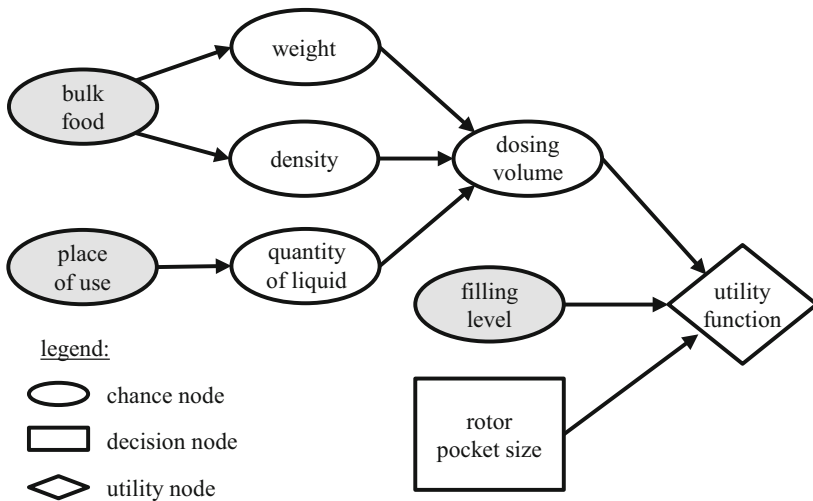 weight
bulk
food
density
dosing
volume
place
of use
quantity
of liquid
filling
level
utility
function
rotor
pocket size
legend:
chance node
decision node
utility node